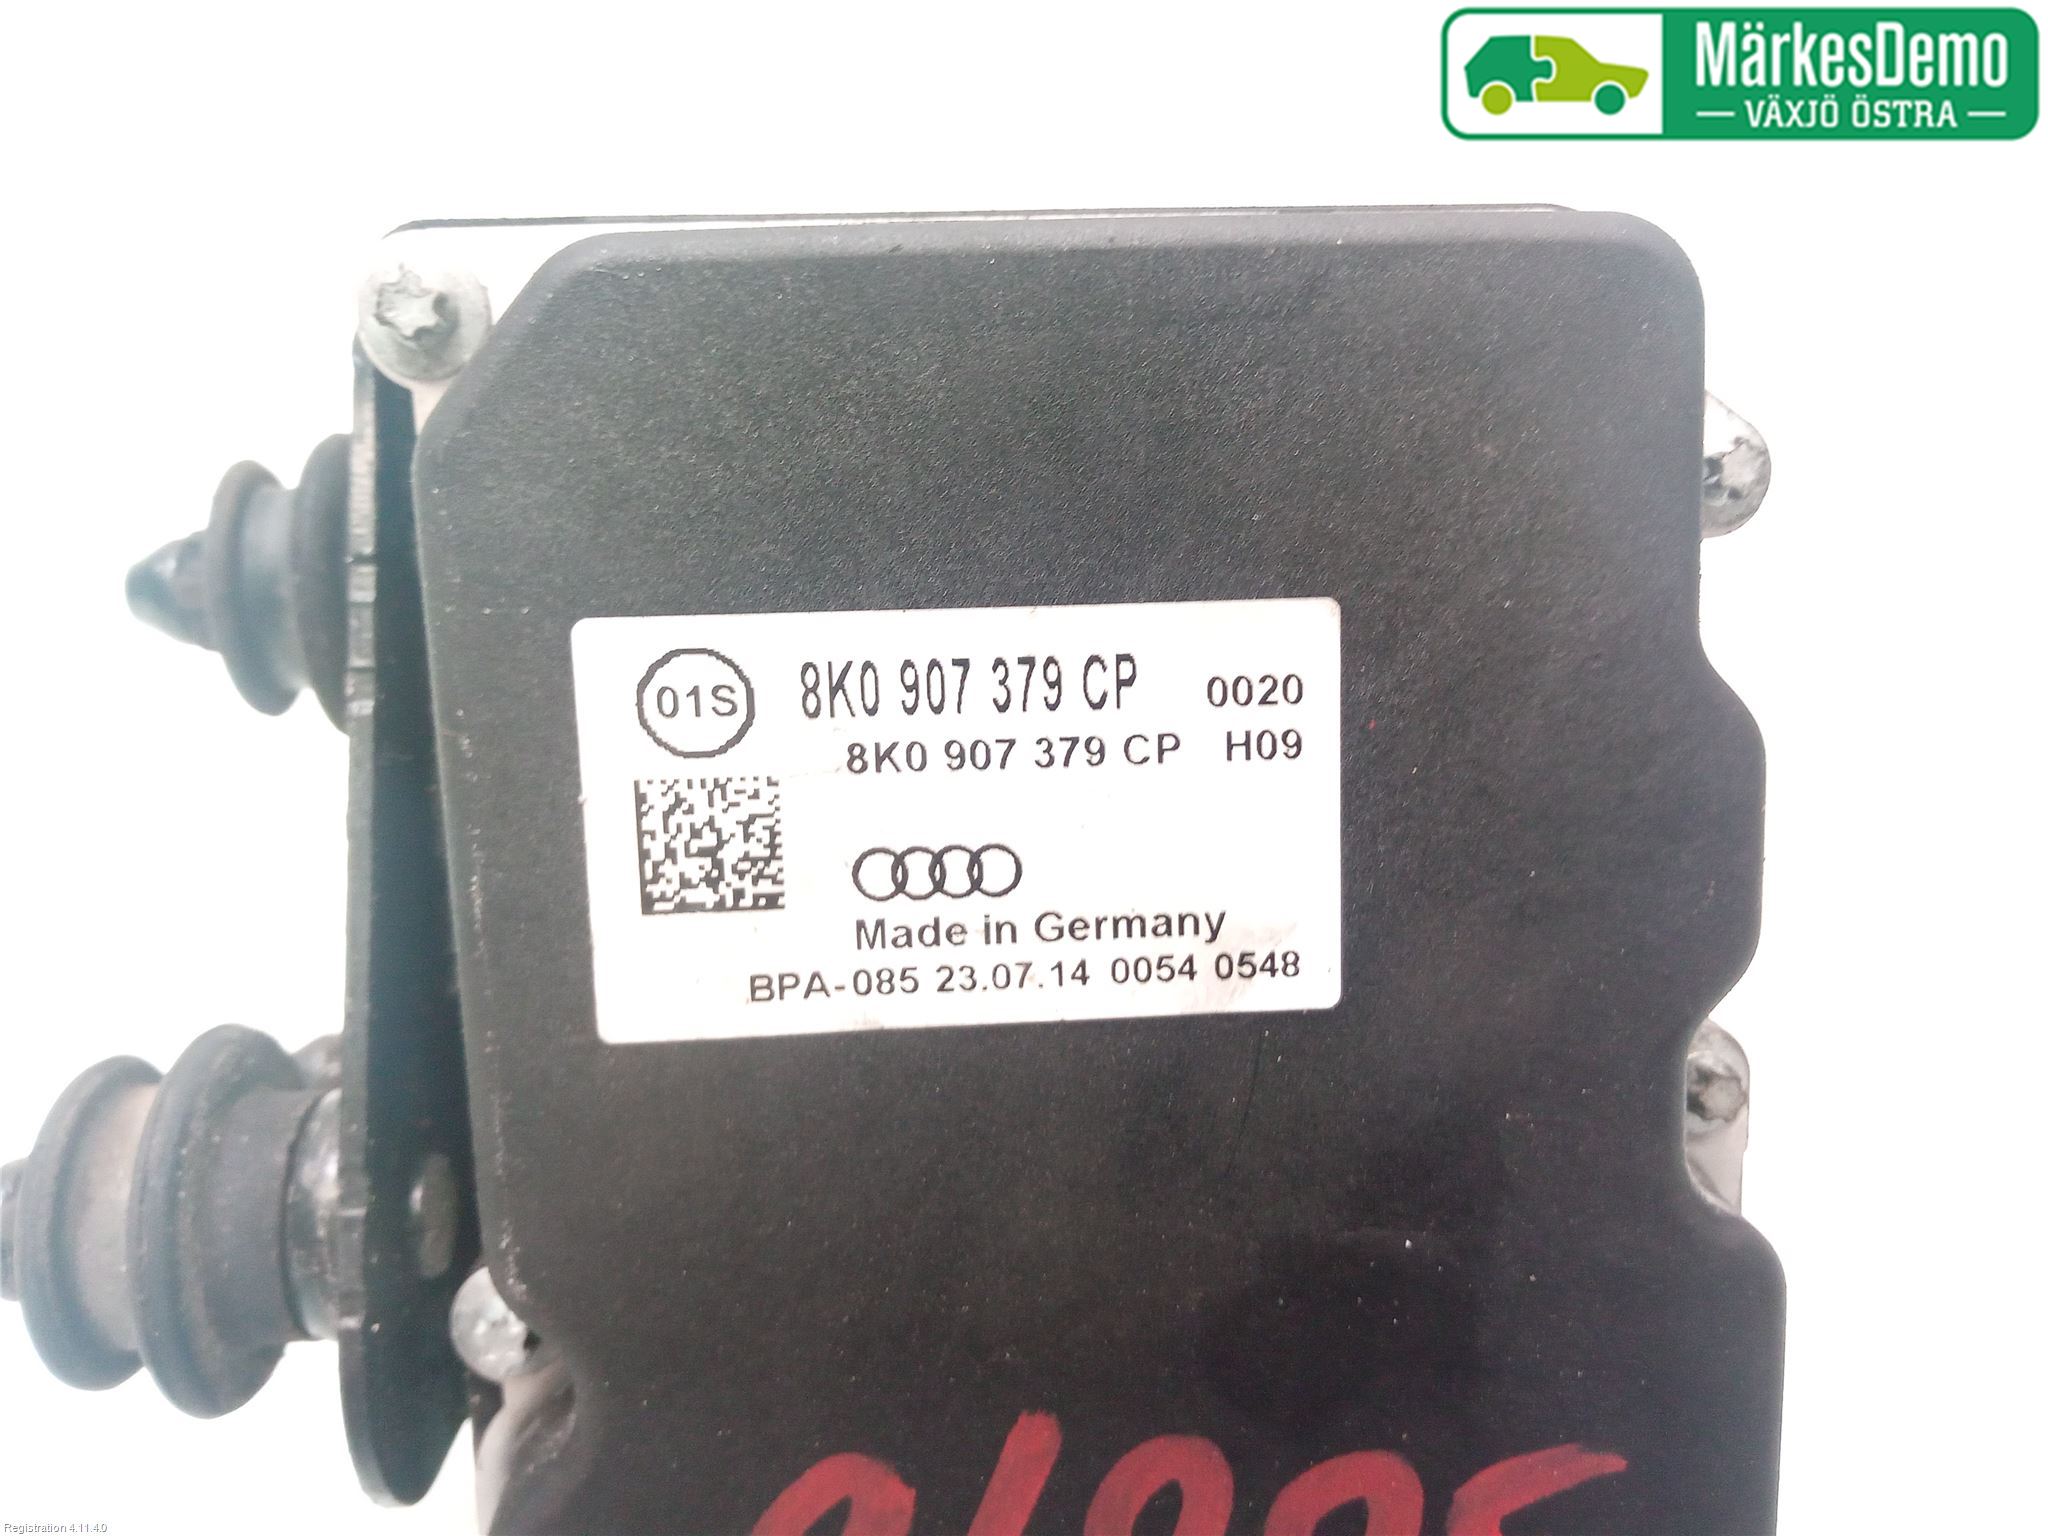 MärkesDemo
VÄXJÖ ÖSTRA
01S
8K0 907 379 CP 0020
8K0 907 379 CP H09
Made in Germany
BPA-085 23.07.14 0054 0548
Registration 4.11.4.0